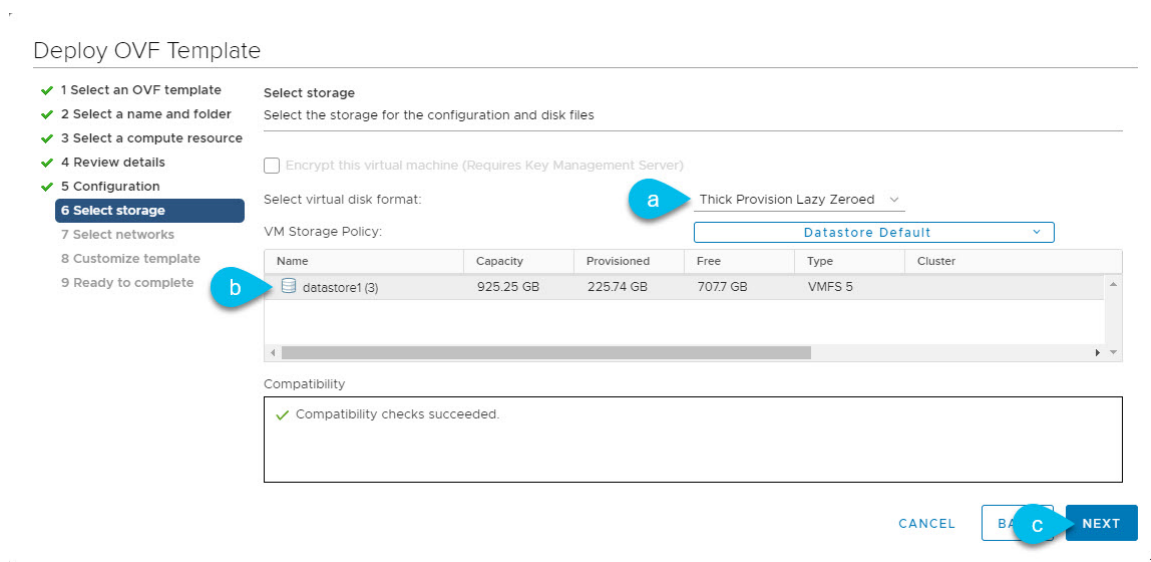 Deploy OVF Template
1 Select an OVF template
2 Select a name and folder
3 Select a compute resource
4 Review details
5 Configuration
6 Select storage
7 Select networks
8 Customize template
9 Ready to complete
Select storage
Select the storage for the configuration and disk files
Encrypt this virtual machine (Requires Key Management Server)
Select virtual disk format: a Thick Provision Lazy Zeroed
VM Storage Policy: Datastore Default
Name Capacity Provisioned Free Type Cluster
b datastore1 (3) 925.25 GB 225.74 GB 707.7 GB VMFS 5
Compatibility
Compatibility checks succeeded.
CANCEL c NEXT